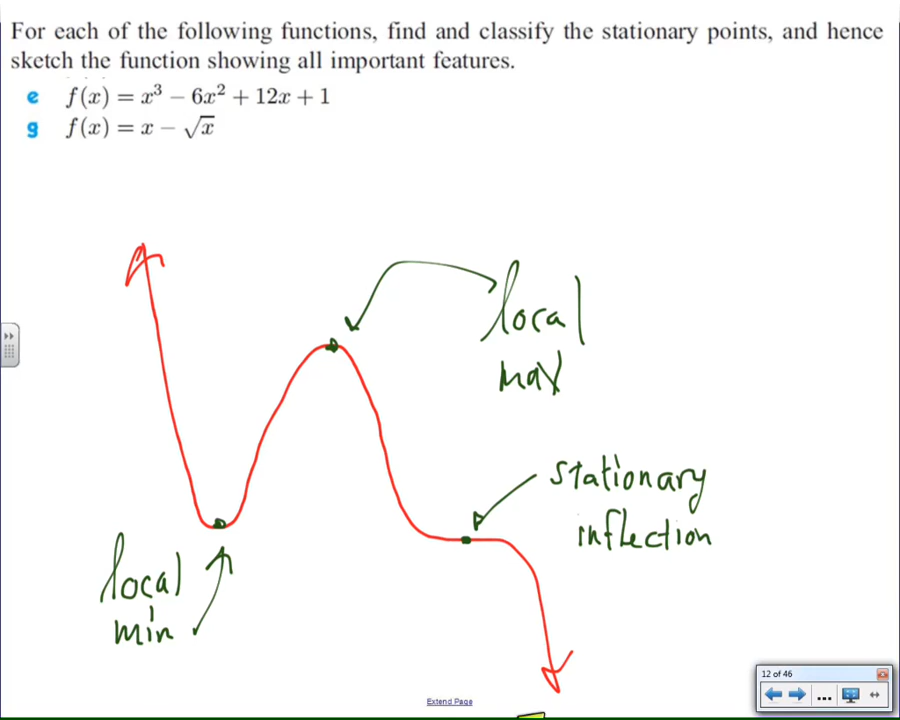 For each of the following functions, find and classify the stationary points, and hence
sketch the function showing all important features.
e f(x) = x³ − 6x² + 12x + 1
g f(x) = x − √x
local
max
stationary
inflection
local
min
12 of 46
...
Extend Page